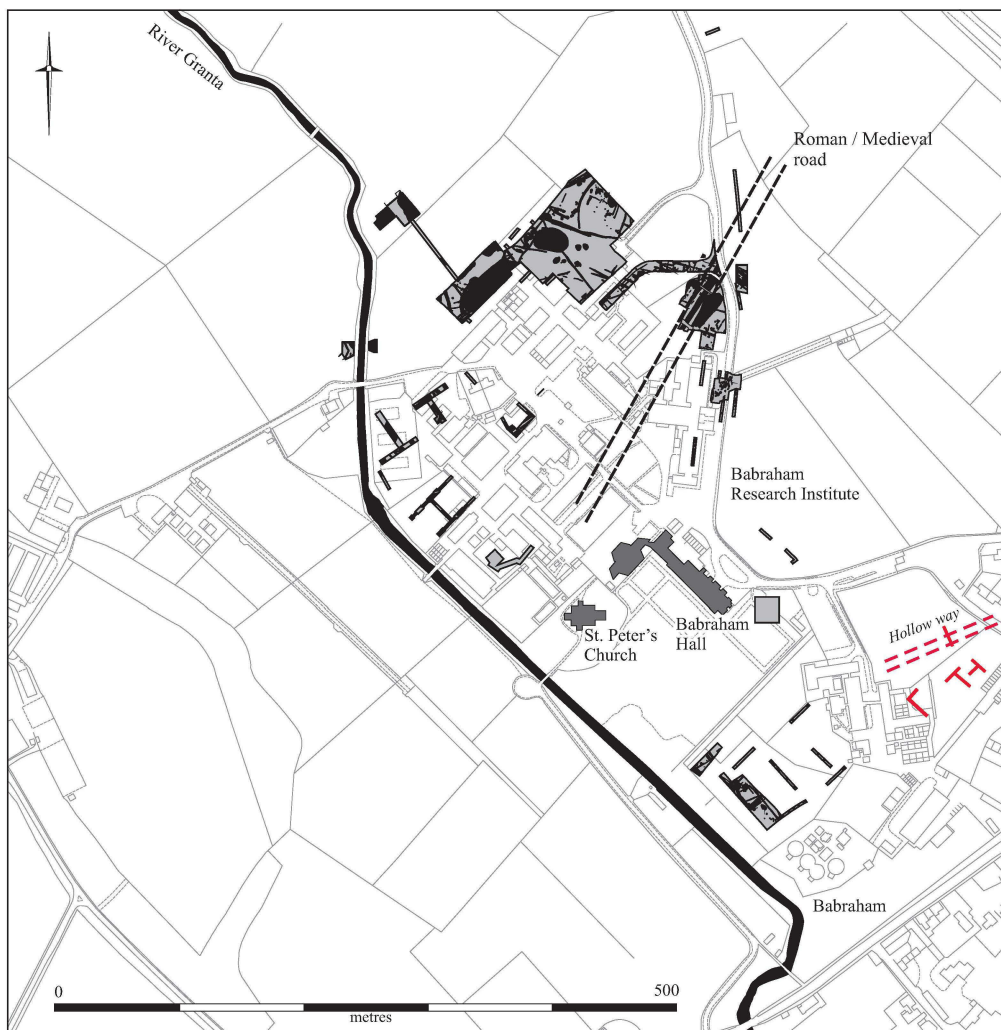 River Granta
Roman / Medieval
road
Babraham
Research Institute
Hollow way
St. Peter's
Church
Babraham
Hall
Babraham
0
500
metres